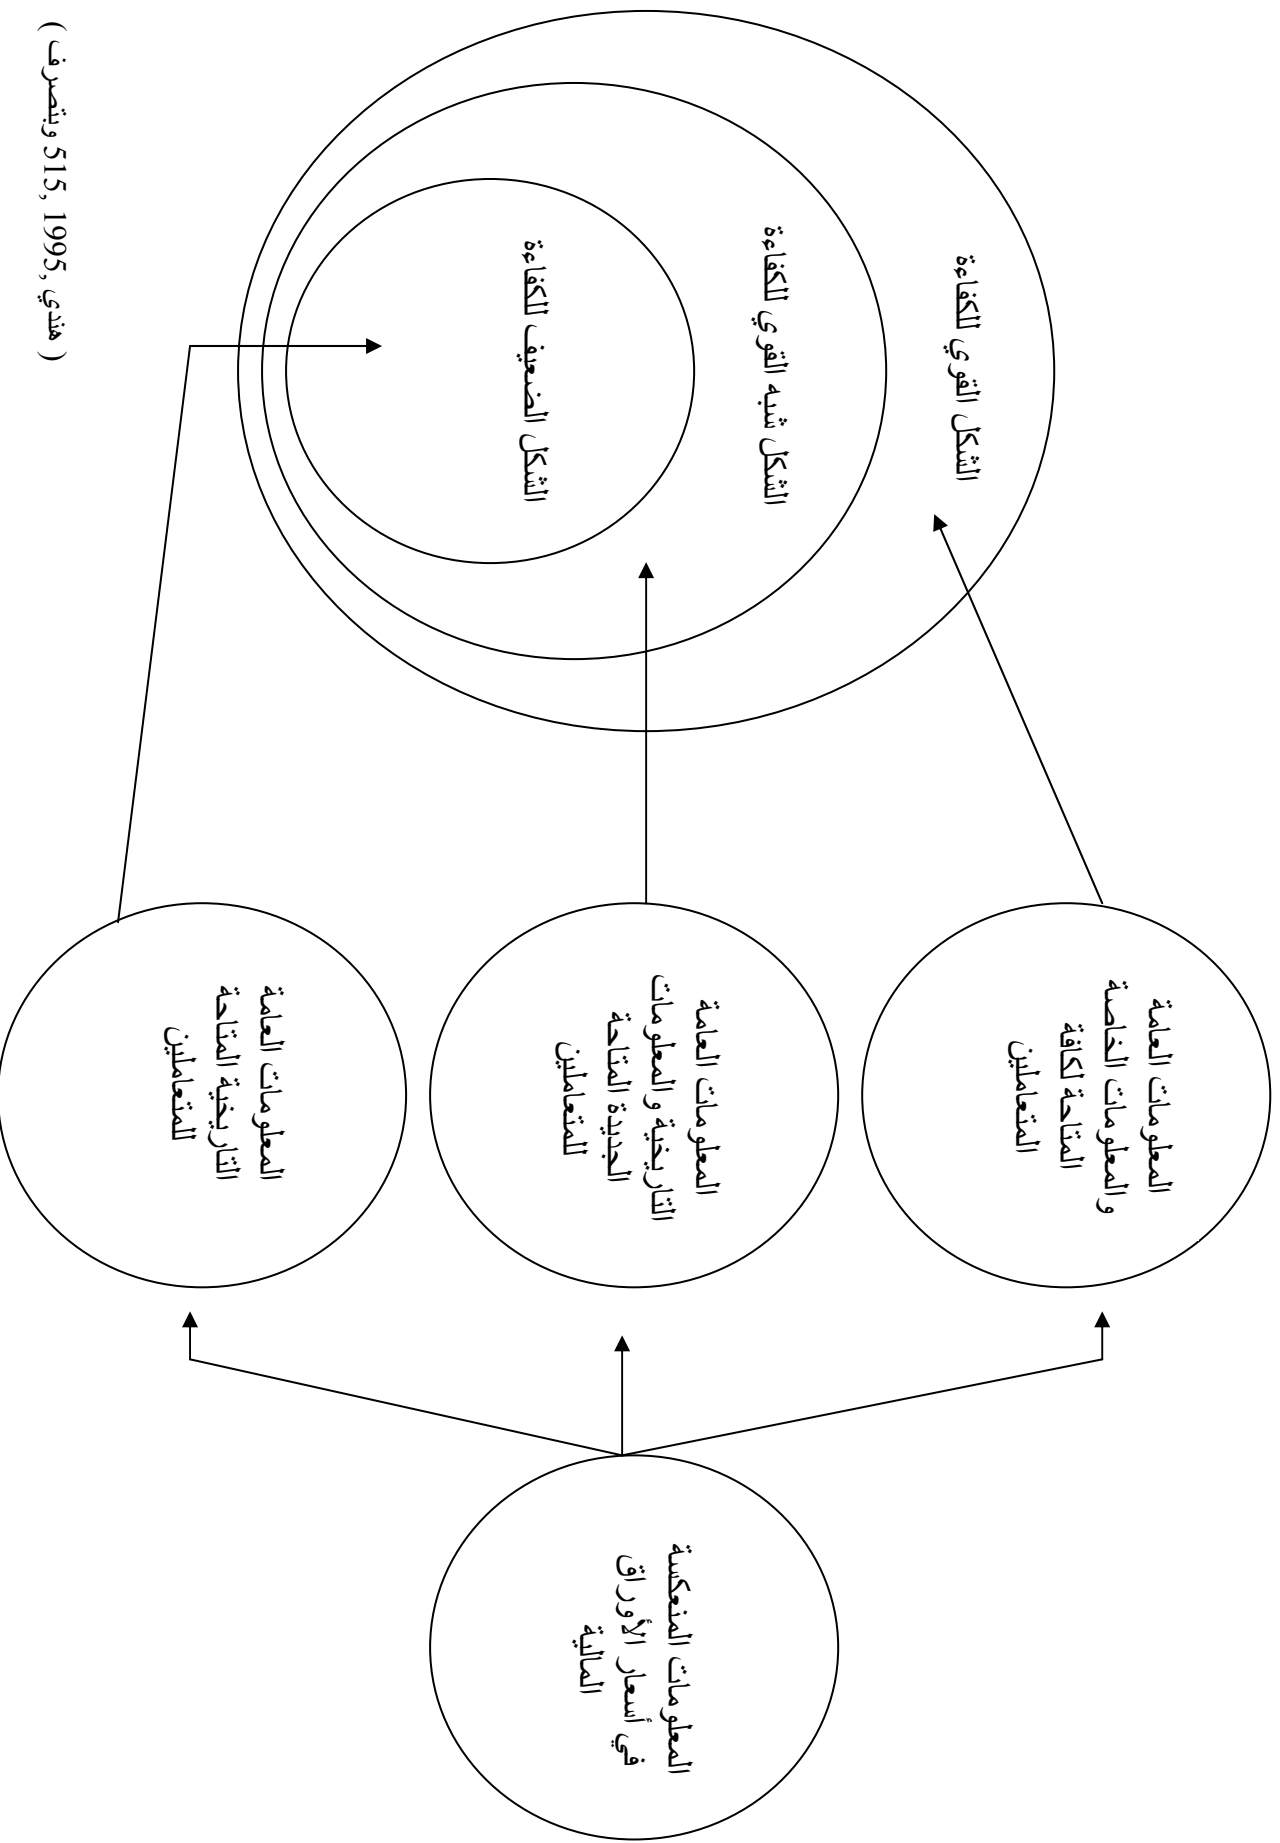 المعلومات المنعكسة
في أسعار الأوراق
المالية
المعلومات العامة
والمعلومات الخاصة
المتاحة لكافة
المتعاملين
المعلومات العامة
التاريخية والمعلومات
الجديدة المتاحة
للمتعاملين
المعلومات العامة
التاريخية المتاحة
للمتعاملين
الشكل القوي للكفاءة
الشكل شبه القوي للكفاءة
الشكل الضعيف للكفاءة
( هندي ,1995 ,515 وبتصرف )